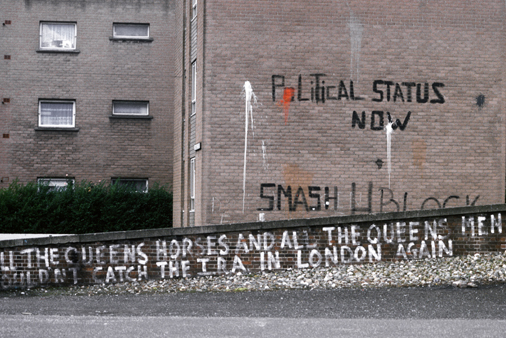 POLITICAL STATUS
NOW
SMASH H BLOCK
ALL THE QUEENS HORSES AND ALL THE QUEENS MEN
COULDN'T CATCH THE I.R.A IN LONDON AGAIN